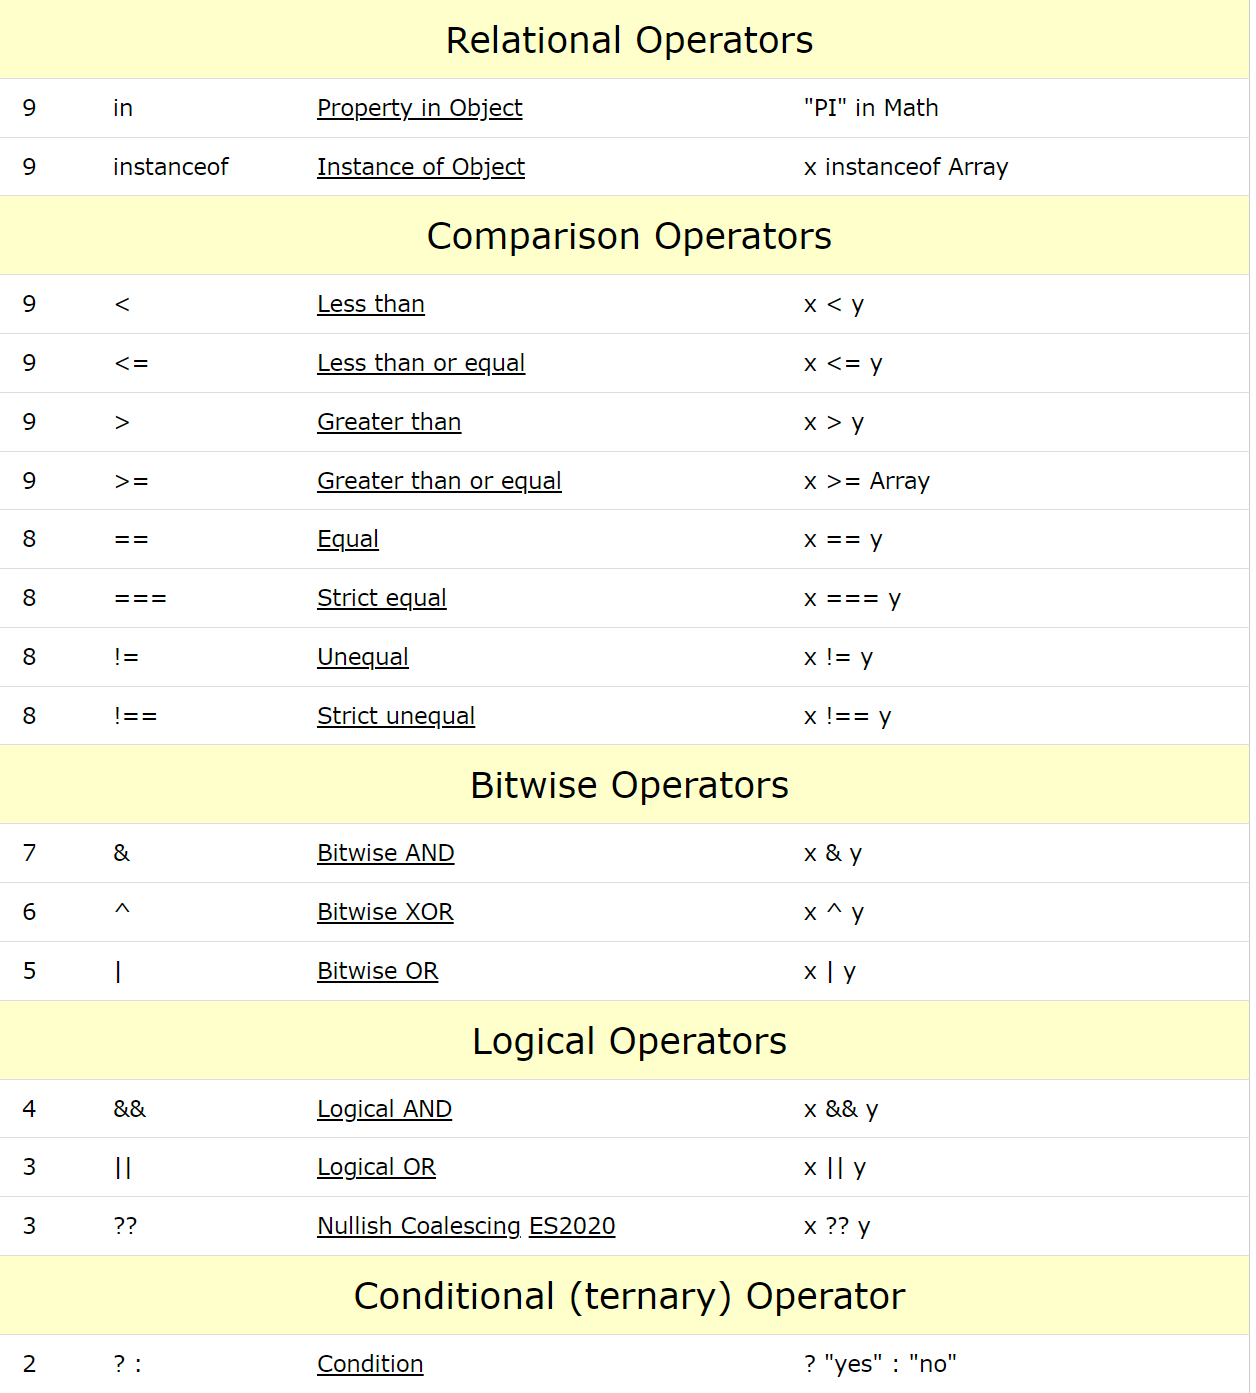 Relational Operators
9 in Property in Object "PI" in Math
9 instanceof Instance of Object x instanceof Array
Comparison Operators
9 < Less than x < y
9 <= Less than or equal x <= y
9 > Greater than x > y
9 >= Greater than or equal x >= Array
8 == Equal x == y
8 === Strict equal x === y
8 != Unequal x != y
8 !== Strict unequal x !== y
Bitwise Operators
7 & Bitwise AND x & y
6 ^ Bitwise XOR x ^ y
5 | Bitwise OR x | y
Logical Operators
4 && Logical AND x && y
3 || Logical OR x || y
3 ?? Nullish Coalescing ES2020 x ?? y
Conditional (ternary) Operator
2 ? : Condition ? "yes" : "no"